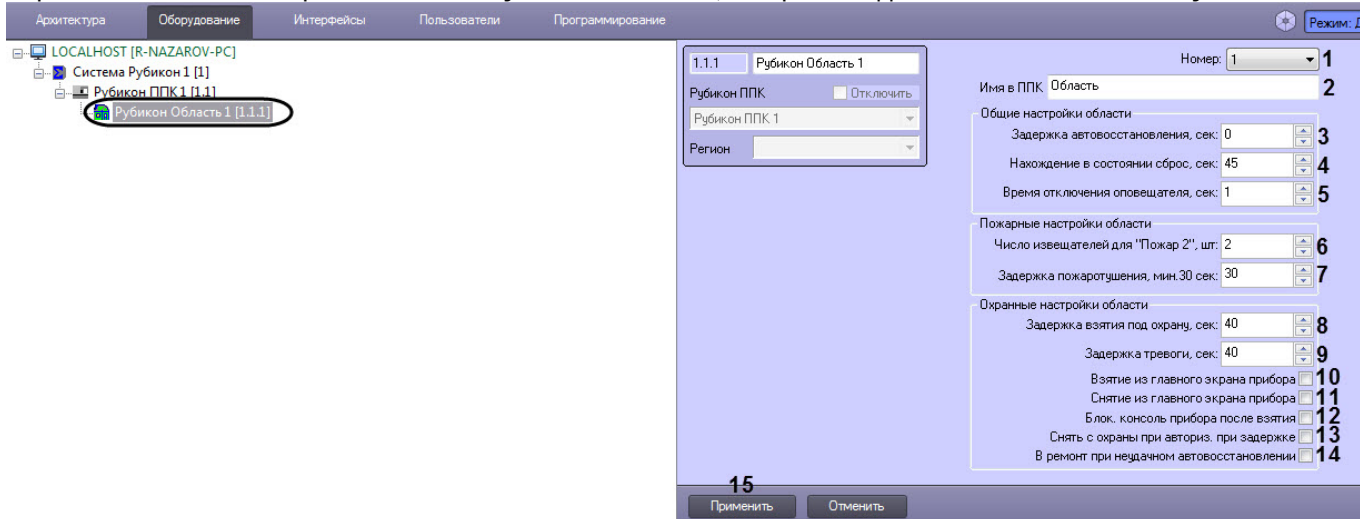 Архитектура Оборудование Интерфейсы Пользователи Программирование Режим: Д
LOCALHOST [R-NAZAROV-PC]
Система Рубикон 1 [1]
Рубикон ППК 1 [1.1]
Рубикон Область 1 [1.1.1]
1.1.1 Рубикон Область 1
Рубикон ППК Отключить
Рубикон ППК 1
Регион
Номер: 1 1
Имя в ППК Область 2
Общие настройки области
Задержка автовосстановления, сек: 0 3
Нахождение в состоянии сброс, сек: 45 4
Время отключения оповещателя, сек: 1 5
Пожарные настройки области
Число извещателей для "Пожар 2", шт: 2 6
Задержка пожаротушения, мин.30 сек: 30 7
Охранные настройки области
Задержка взятия под охрану, сек: 40 8
Задержка тревоги, сек: 40 9
Взятие из главного экрана прибора 10
Снятие из главного экрана прибора 11
Блок. консоль прибора после взятия 12
Снять с охраны при авториз. при задержке 13
В ремонт при неудачном автовосстановлении 14
15
Применить Отменить